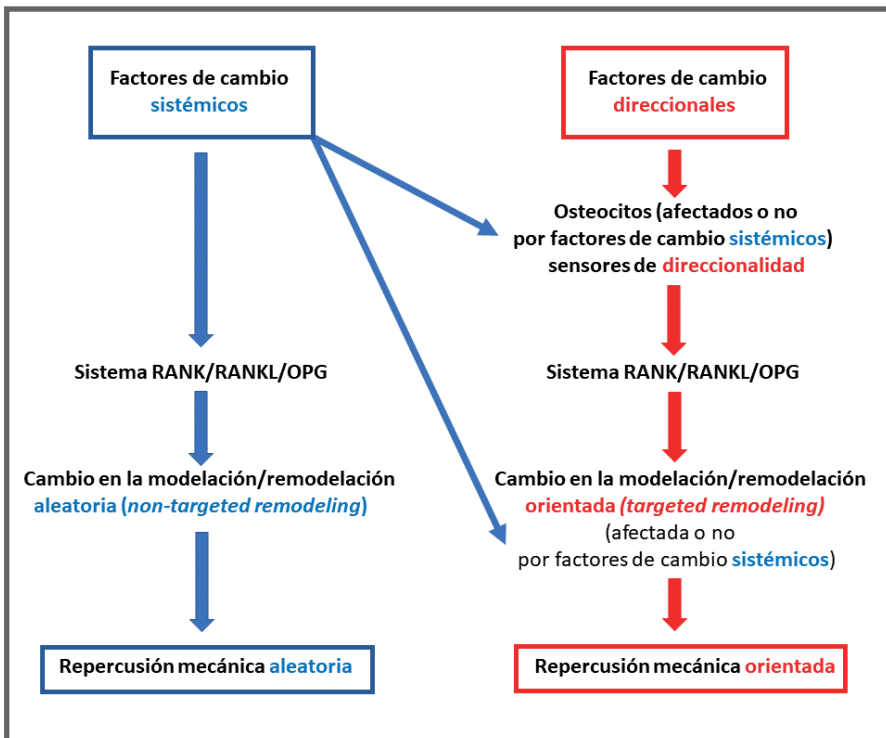 Factores de cambio
sistémicos
Sistema RANK/RANKL/OPG
Cambio en la modelación/remodelación
aleatoria (non-targeted remodeling)
Repercusión mecánica aleatoria
Factores de cambio
direccionales
Osteocitos (afectados o no
por factores de cambio sistémicos)
sensores de direccionalidad
Sistema RANK/RANKL/OPG
Cambio en la modelación/remodelación
orientada (targeted remodeling)
(afectada o no
por factores de cambio sistémicos)
Repercusión mecánica orientada